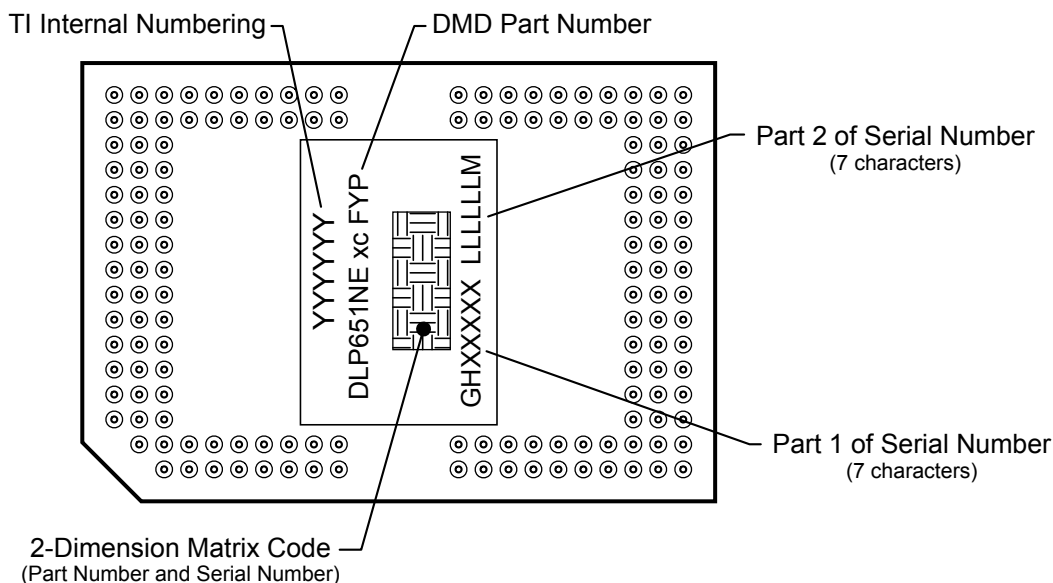 TI Internal Numbering
DMD Part Number
Part 2 of Serial Number
(7 characters)
YYYYYYY
DLP651NE xc FYP
GHXXXXX LLLLLLM
Part 1 of Serial Number
(7 characters)
2-Dimension Matrix Code
(Part Number and Serial Number)